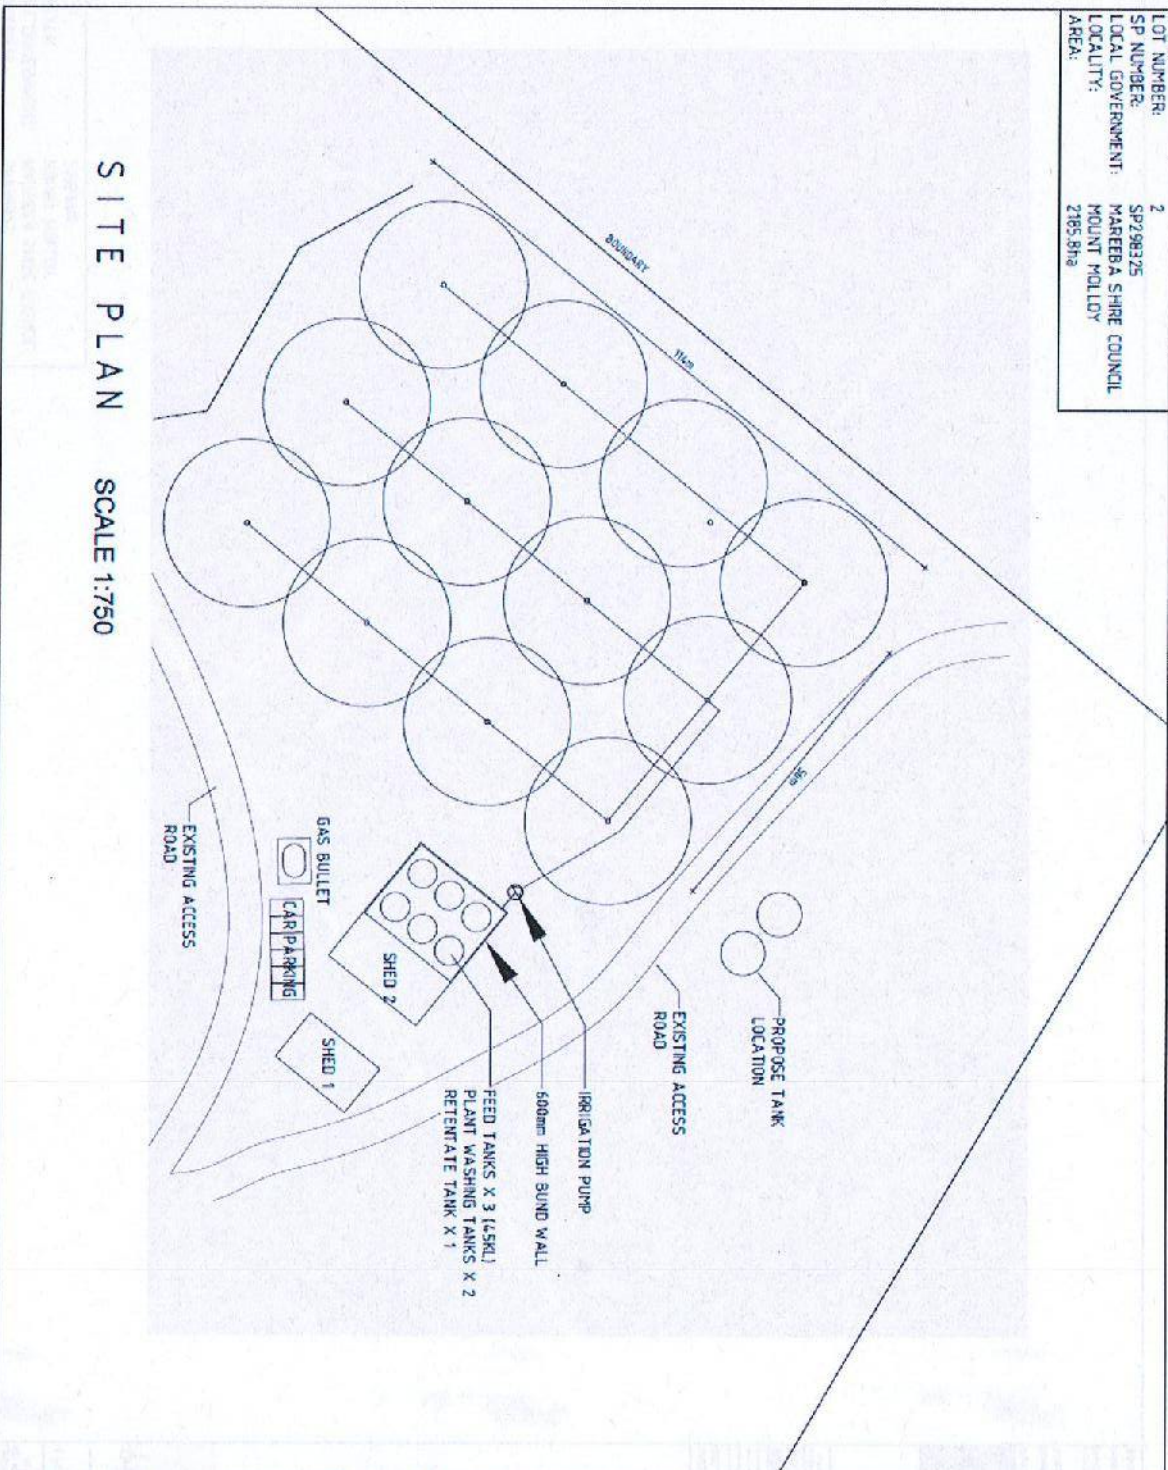 LOT NUMBER: 2
SP NUMBER: SP298325
LOCAL GOVERNMENT: MAREEBA SHIRE COUNCIL
LOCALITY: MOUNT MOLLOY
AREA: 2185.8ha
BOUNDARY
114m
PROPOSE TANK
LOCATION
EXISTING ACCESS
ROAD
IRRIGATION PUMP
600mm HIGH BUND WALL
FEED TANKS X 3 (45KL)
PLANT WASHING TANKS X 2
RETENTATE TANK X 1
SHED 2
SHED 1
GAS BULLET
CAR PARKING
EXISTING ACCESS
ROAD
SITE PLAN SCALE 1:750